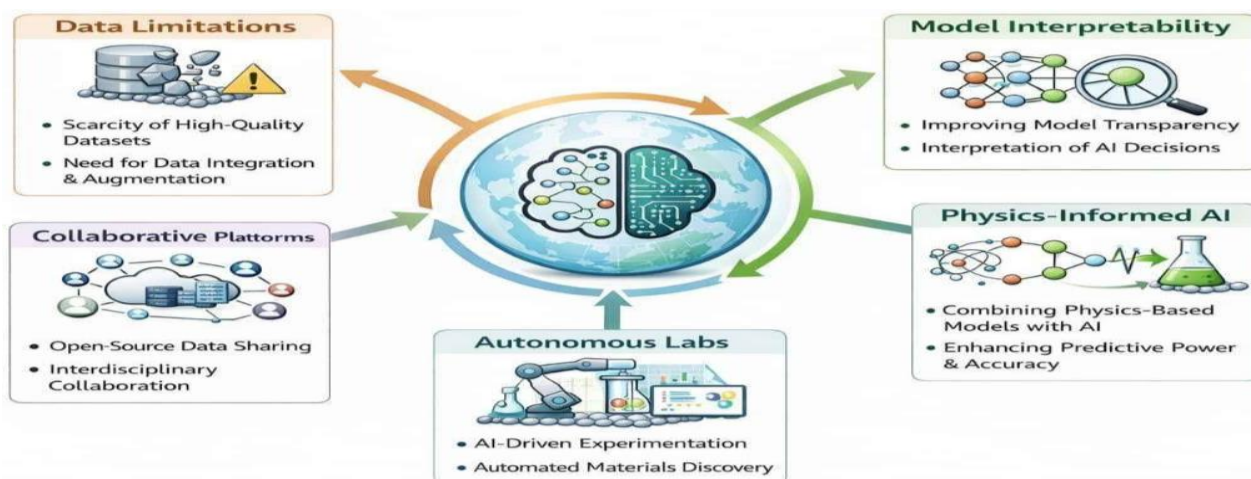 Data Limitations
• Scarcity of High-Quality
Datasets
• Need for Data Integration
& Augmentation
Model Interpretability
• Improving Model Transparency
• Interpretation of AI Decisions
Collaborative Plattorms
• Open-Source Data Sharing
• Interdisciplinary
Collaboration
Physics-Informed AI
• Combining Physics-Based
Models with AI
• Enhancing Predictive Power
& Accuracy
Autonomous Labs
• AI-Driven Experimentation
• Automated Materials Discovery